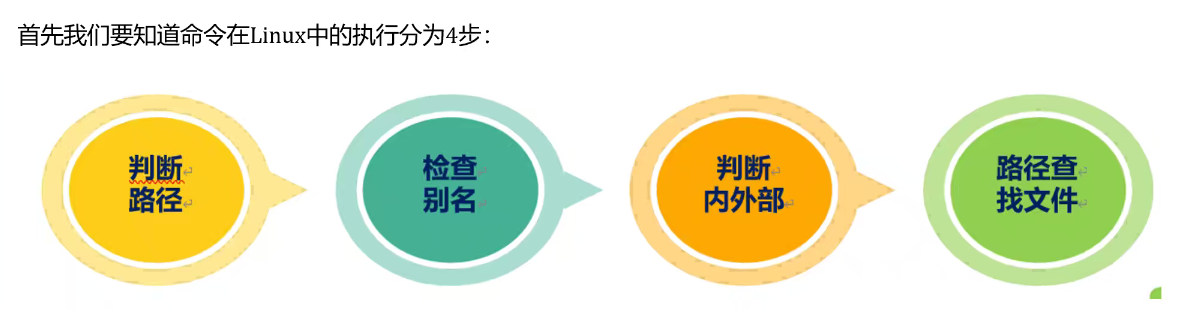 首先我们要知道命令在Linux中的执行分为4步：
判断
路径
检查
别名
判断
内外部
路径查
找文件